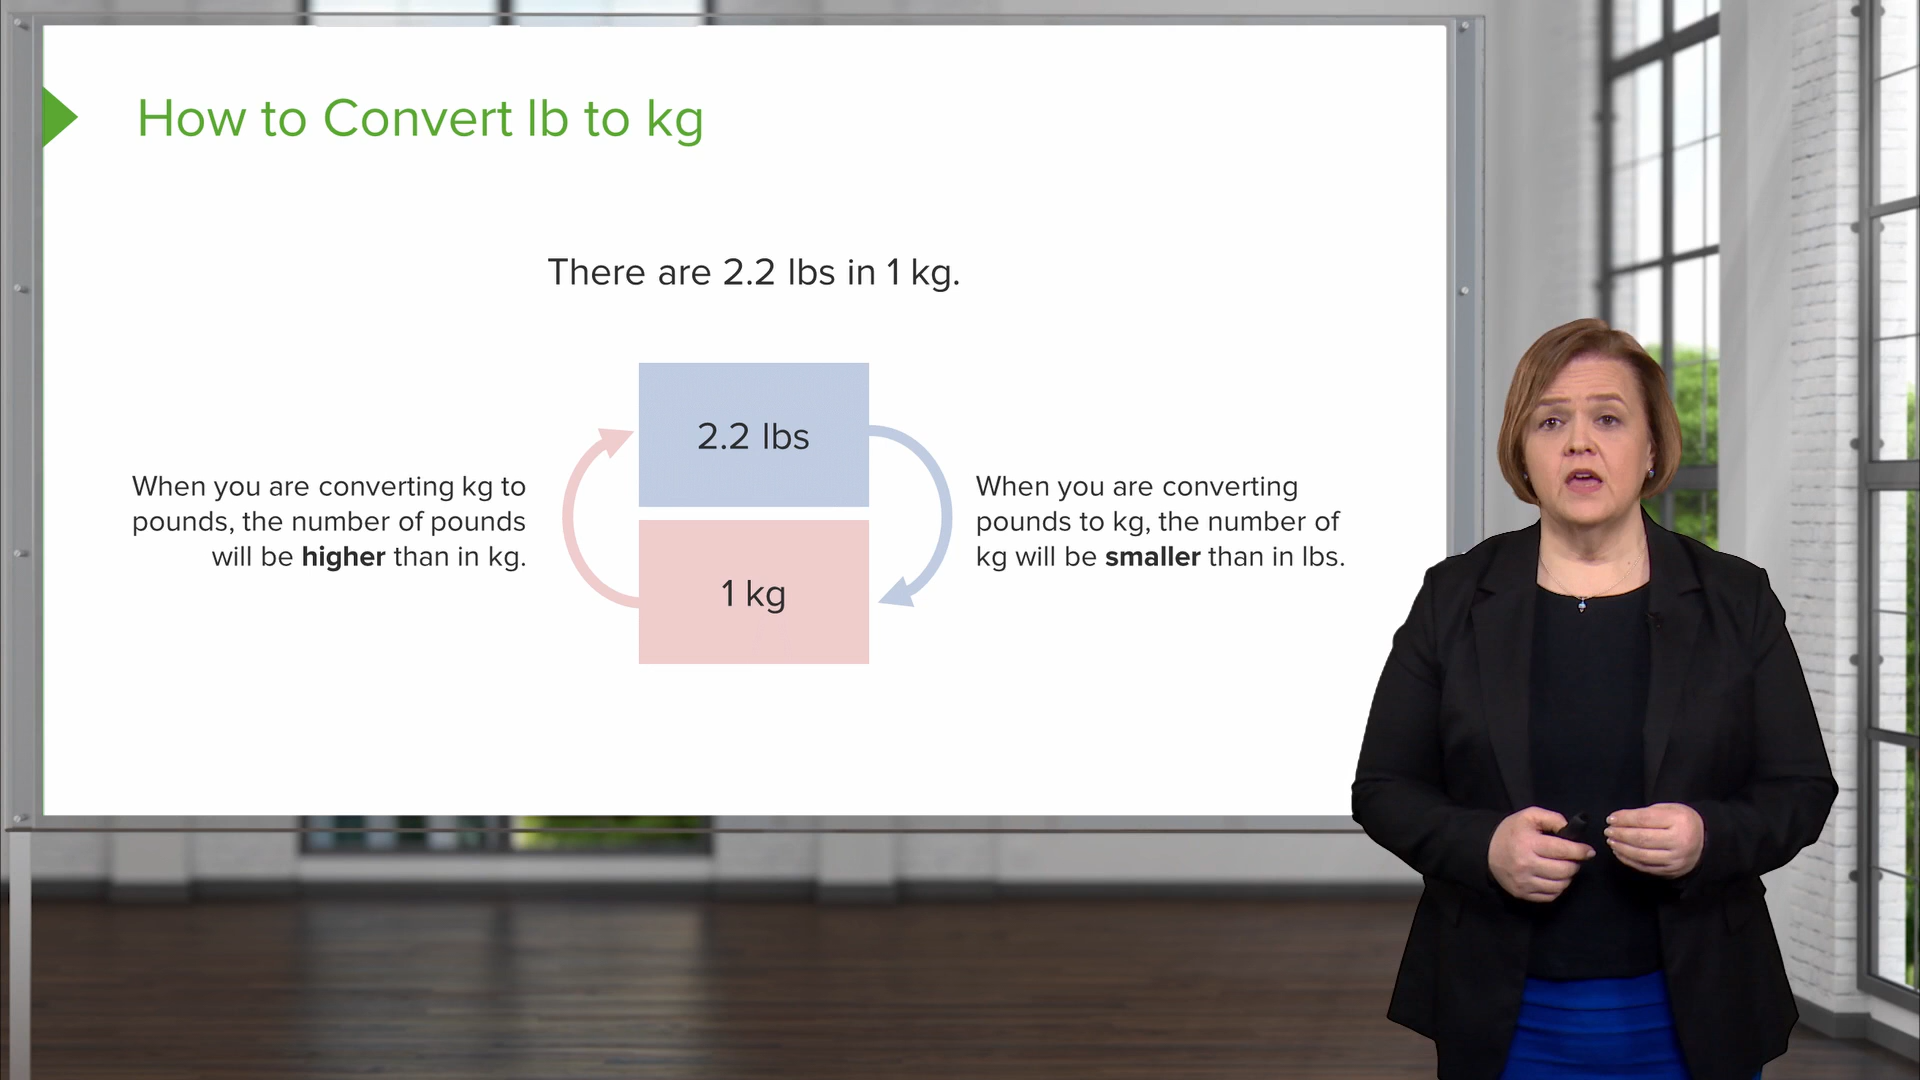 How to Convert lb to kg
There are 2.2 lbs in 1 kg.
2.2 lbs
When you are converting kg to
pounds, the number of pounds
will be higher than in kg.
When you are converting
pounds to kg, the number of
kg will be smaller than in lbs.
1 kg